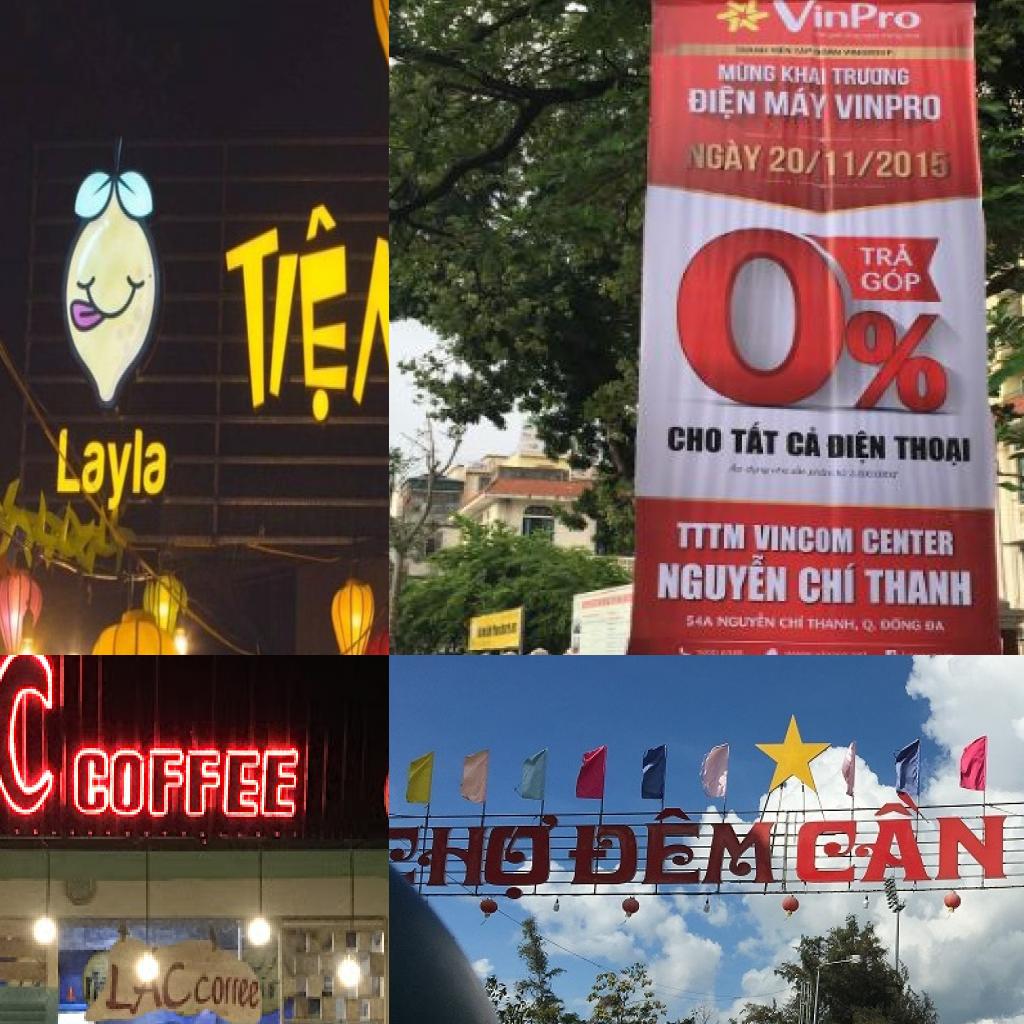 TIỆ
Layla
VinPro
MỪNG KHAI TRƯƠNG
ĐIỆN MÁY VINPRO
NGÀY 20/11/2015
0%
TRẢ
GÓP
CHO TẤT CẢ ĐIỆN THOẠI
TTTM VINCOM CENTER
NGUYỄN CHÍ THANH
54A NGUYỄN CHÍ THANH, Q. ĐỐNG ĐA
C COFFEE
LAC coffee
CHỢ ĐÊM CẦN